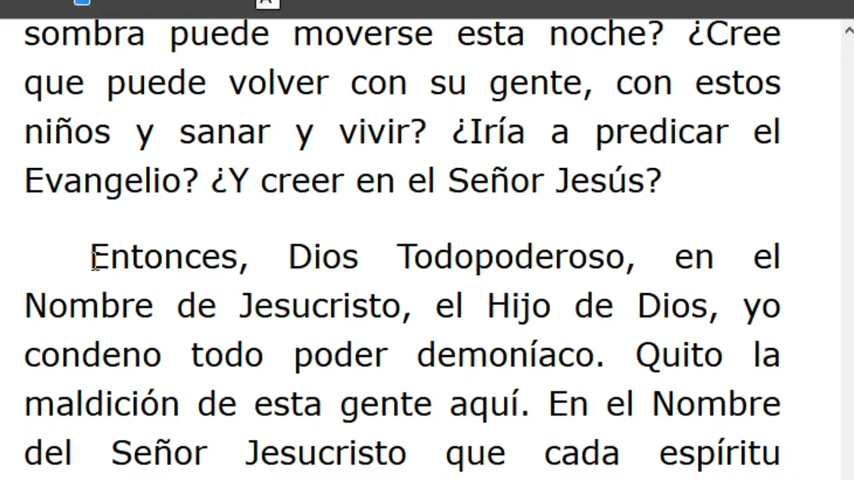 sombra puede moverse esta noche? ¿Cree
que puede volver con su gente, con estos
niños y sanar y vivir? ¿Iría a predicar el
Evangelio? ¿Y creer en el Señor Jesús?
Entonces, Dios Todopoderoso, en el
Nombre de Jesucristo, el Hijo de Dios, yo
condeno todo poder demoníaco. Quito la
maldición de esta gente aquí. En el Nombre
del Señor Jesucristo que cada espíritu